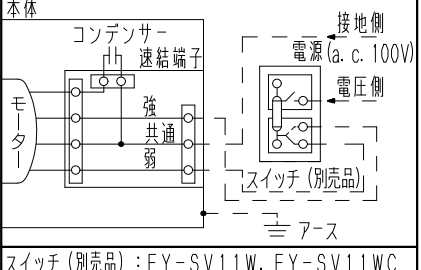 本体
コンデンサー
速結端子
接地側
電源(a.c.100V)
電圧側
モーター
強
共通
弱
スイッチ(別売品)
アース
スイッチ(別売品):FY-SV11W,FY-SV11WC